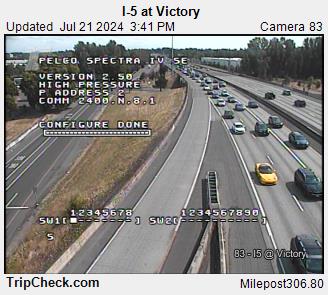 I-5 at Victory
Updated Jul 21 2024 3:41 PM Camera 83
PELCO SPECTRA IV SE
VERSION 2.50
HIGH PRESSURE
P ADDRESS 2
COMM 2400,N,8,1
CONFIGURE DONE
12345678 1234567890
SW1[■-------] SW2[----------]
S
83 - I5 @ Victory
TripCheck.com Milepost306.80